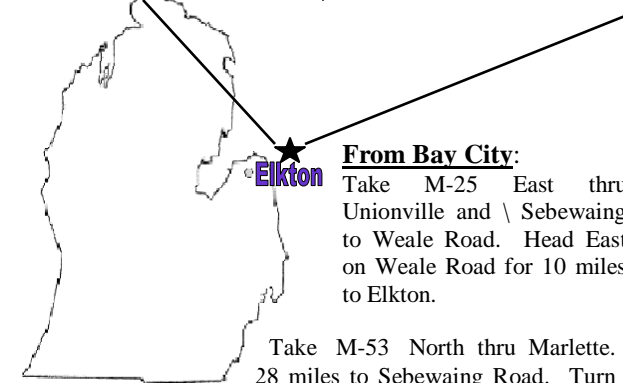 Elkton
From Bay City:
Take M-25 East thru
Unionville and \ Sebewaing
to Weale Road. Head East
on Weale Road for 10 miles
to Elkton.
Take M-53 North thru Marlette.
28 miles to Sebewaing Road. Turn